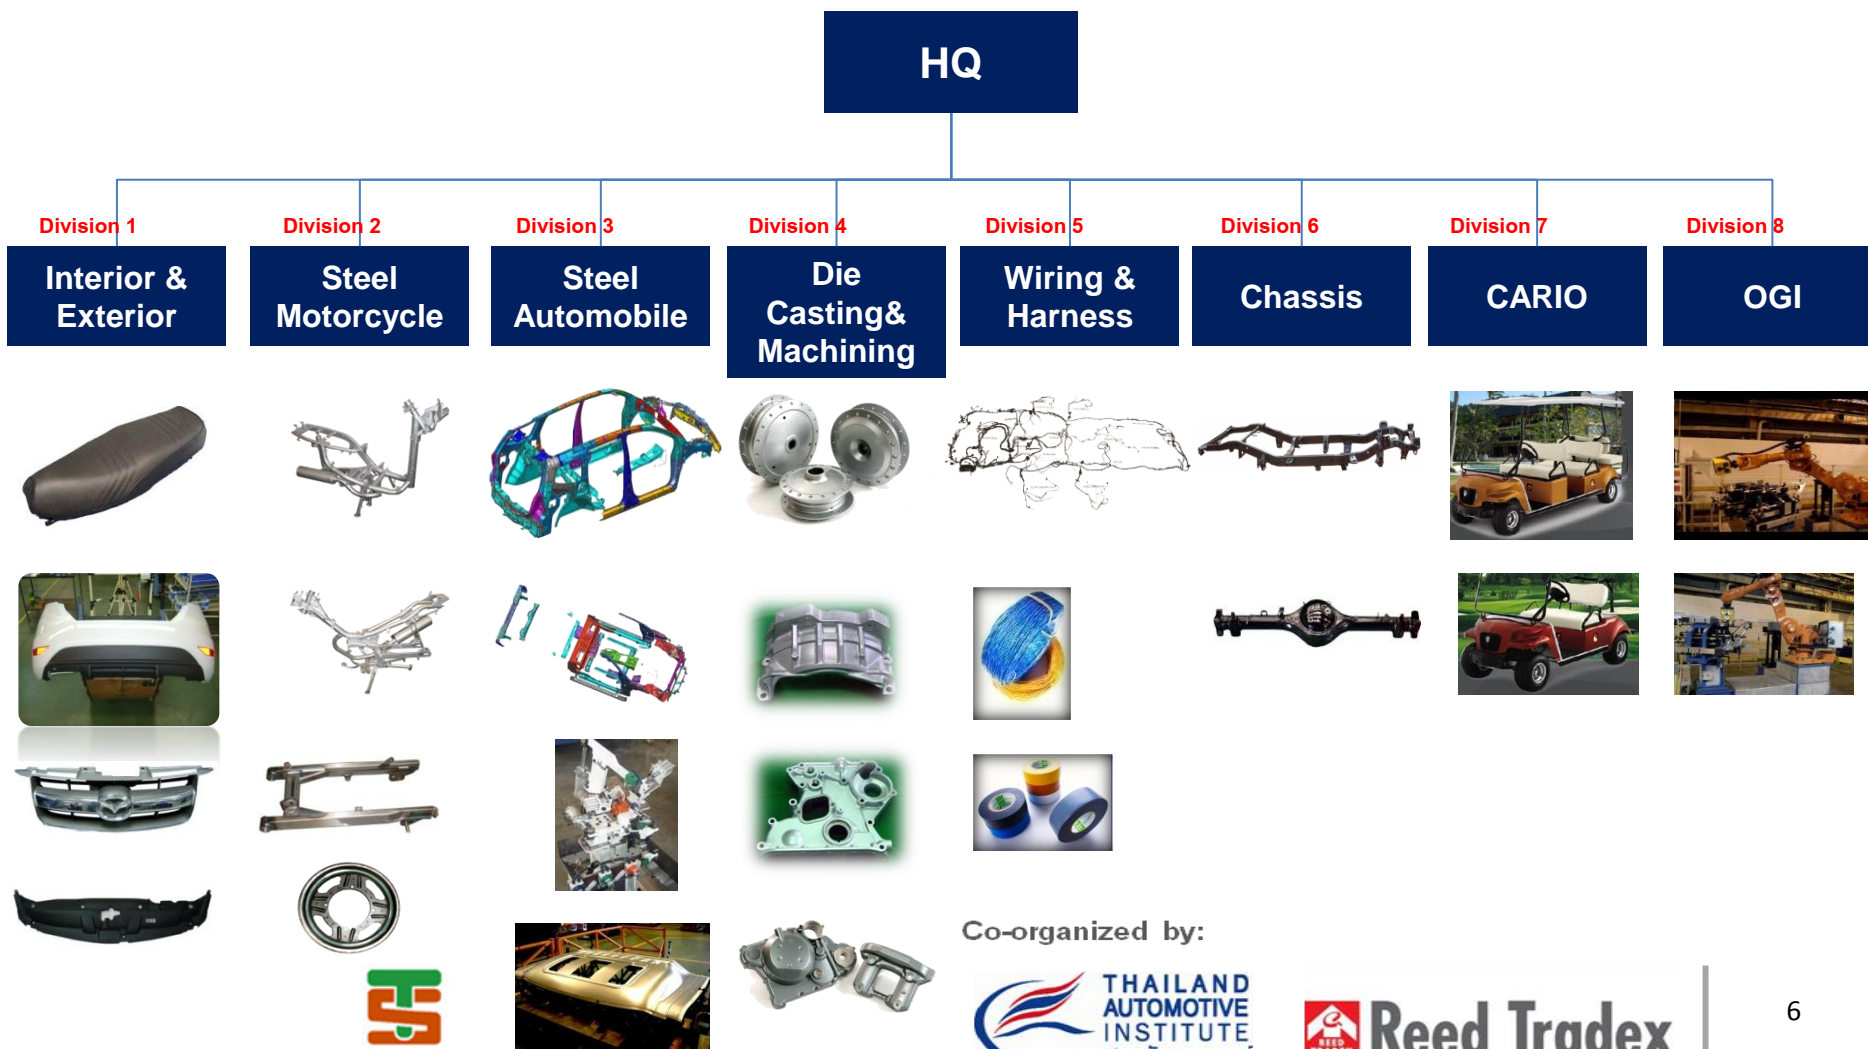 HQ
Division 1
Division 2
Division 3
Division 4
Division 5
Division 6
Division 7
Division 8
Interior &
Exterior
Steel
Motorcycle
Steel
Automobile
Die
Casting&
Machining
Wiring &
Harness
Chassis
CARIO
OGI
Co-organized by:
THAILAND
AUTOMOTIVE
INSTITUTE
REED
Reed Tradex
6